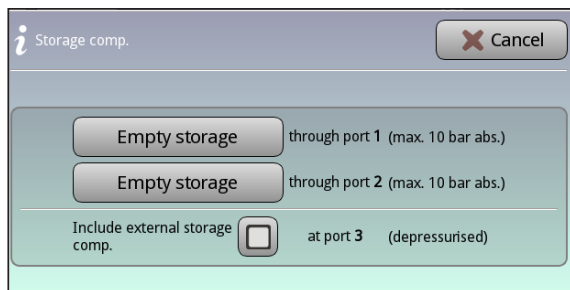 Storage comp.
Cancel
Empty storage through port 1 (max. 10 bar abs.)
Empty storage through port 2 (max. 10 bar abs.)
Include external storage
comp.
at port 3 (depressurised)